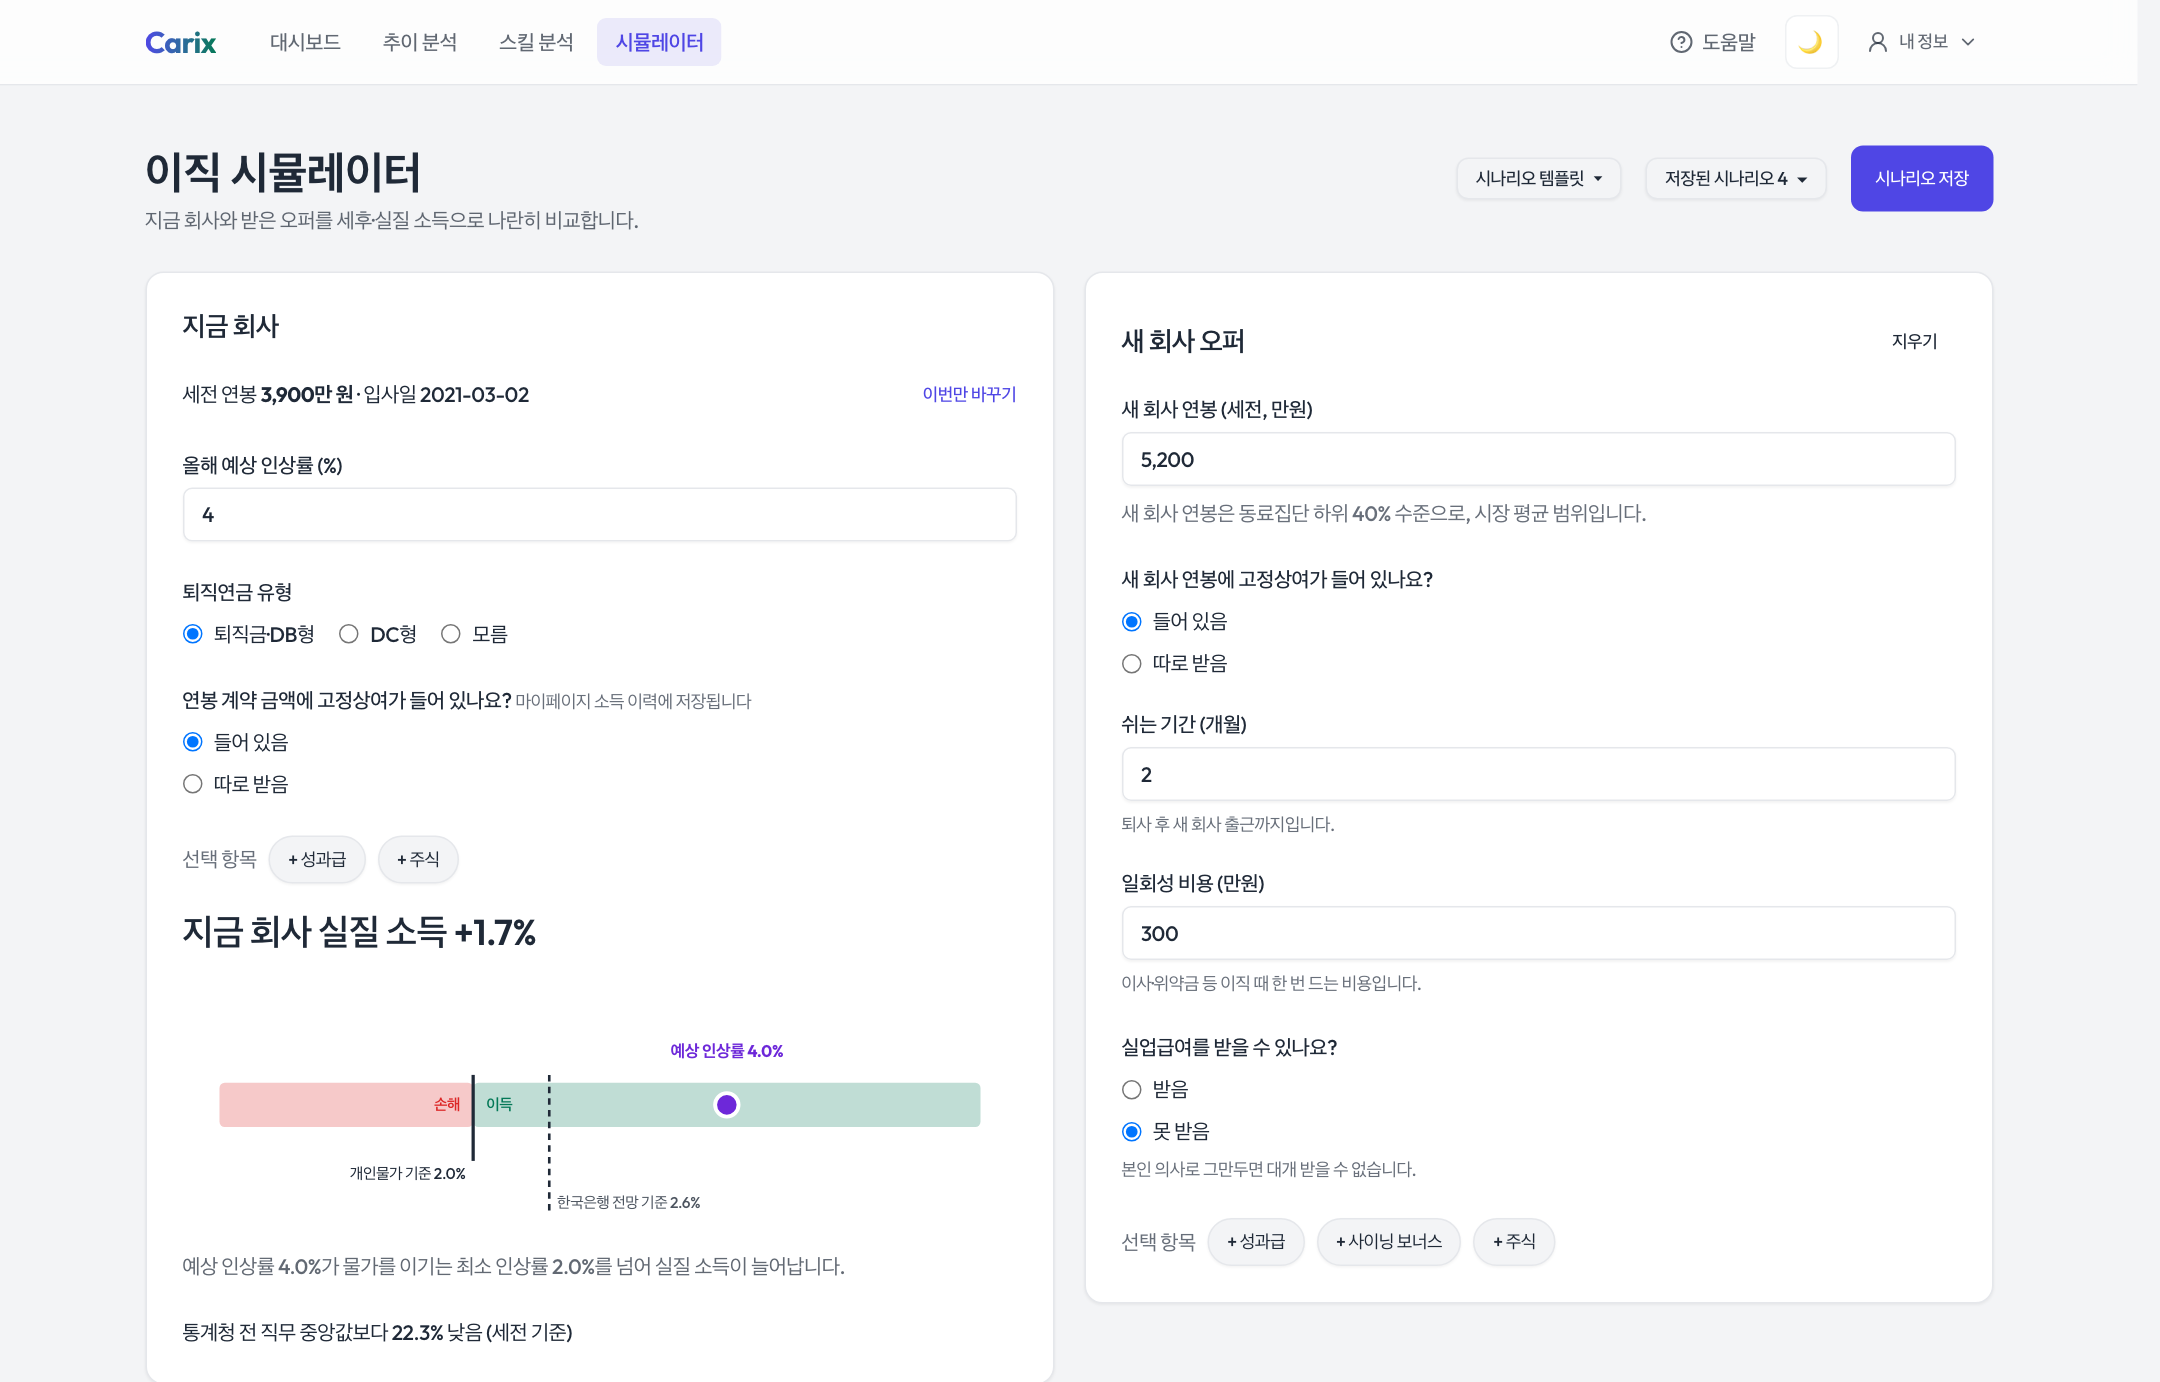 Carix 대시보드 추이 분석 스킬 분석 시뮬레이터 도움말 내 정보
이직 시뮬레이터
지금 회사와 받은 오퍼를 세후·실질 소득으로 나란히 비교합니다.
시나리오 템플릿 저장된 시나리오 4 시나리오 저장
지금 회사
세전 연봉 3,900만 원 · 입사일 2021-03-02 이번만 바꾸기
올해 예상 인상률 (%)
4
퇴직연금 유형
퇴직금·DB형 DC형 모름
연봉 계약 금액에 고정상여가 들어 있나요? 마이페이지 소득 이력에 저장됩니다
들어 있음
따로 받음
선택 항목 + 성과급 + 주식
지금 회사 실질 소득 +1.7%
예상 인상률 4.0%
손해 이득
개인물가 기준 2.0%
한국은행 전망 기준 2.6%
예상 인상률 4.0%가 물가를 이기는 최소 인상률 2.0%를 넘어 실질 소득이 늘어납니다.
통계청 전 직무 중앙값보다 22.3% 낮음 (세전 기준)
새 회사 오퍼 지우기
새 회사 연봉 (세전, 만원)
5,200
새 회사 연봉은 동료집단 하위 40% 수준으로, 시장 평균 범위입니다.
새 회사 연봉에 고정상여가 들어 있나요?
들어 있음
따로 받음
쉬는 기간 (개월)
2
퇴사 후 새 회사 출근까지입니다.
일회성 비용 (만원)
300
이사·위약금 등 이직 때 한 번 드는 비용입니다.
실업급여를 받을 수 있나요?
받음
못 받음
본인 의사로 그만두면 대개 받을 수 없습니다.
선택 항목 + 성과급 + 사이닝 보너스 + 주식